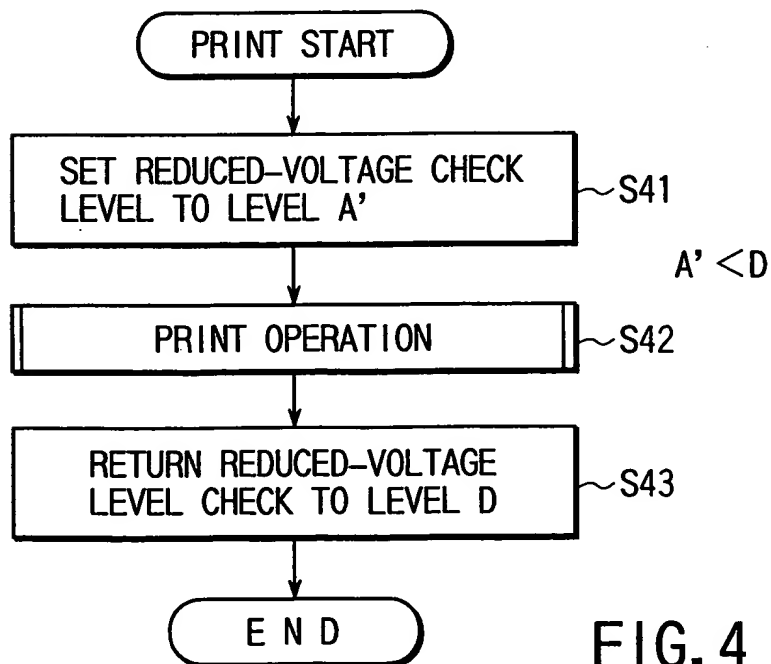 PRINT START
SET REDUCED-VOLTAGE CHECK
LEVEL TO LEVEL A'
S41
A' < D
PRINT OPERATION
S42
RETURN REDUCED-VOLTAGE
LEVEL CHECK TO LEVEL D
S43
END
FIG. 4